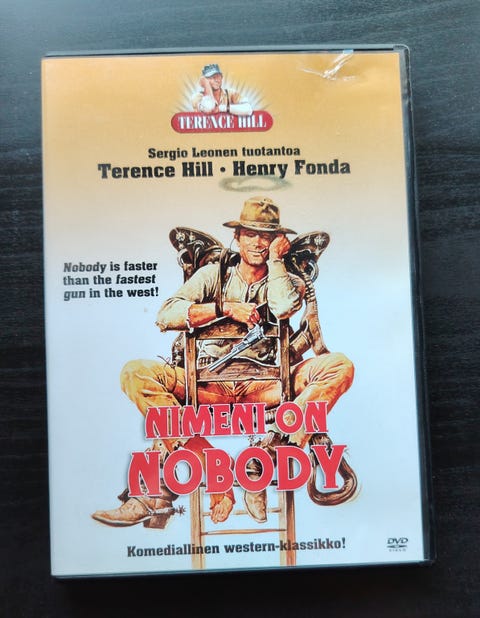 TERENCE HILL
Sergio Leonen tuotantoa
Terence Hill • Henry Fonda
Nobody is faster
than the fastest
gun in the west!
NIMENI ON
NOBODY
Komediallinen western-klassikko!
DVD
VIDEO